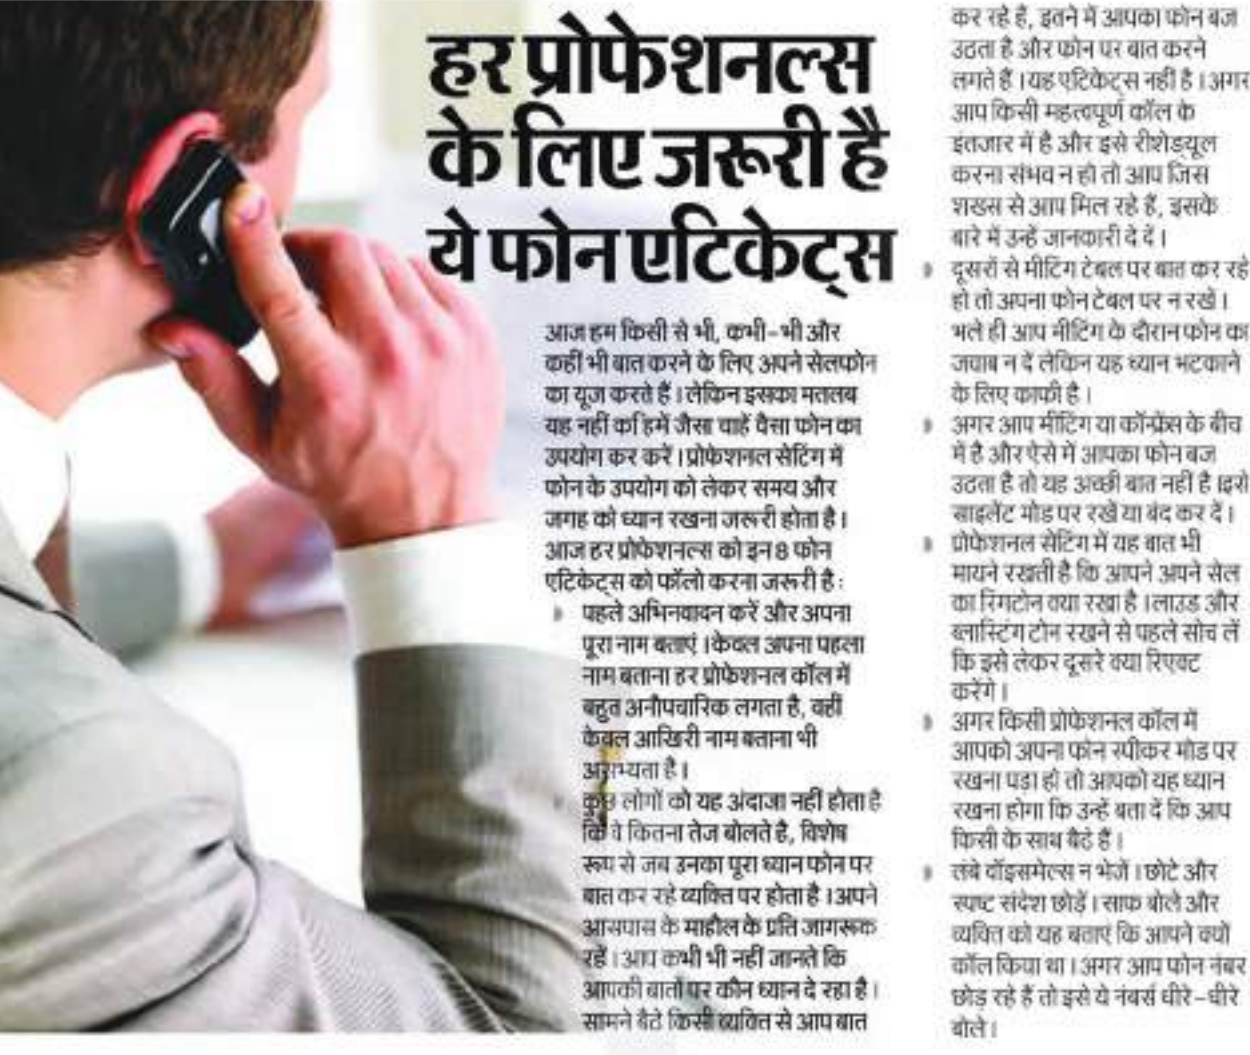 हर प्रोफेशनल्स
के लिए जरूरी है
ये फोन एटिकेट्स
आज हम किसी से भी, कभी-भी और
कहीं भी बात करने के लिए अपने सेलफोन
का यूज करते हैं । लेकिन इसका मतलब
यह नहीं कि हमें जैसा चाहें वैसा फोन का
उपयोग कर करें । प्रोफेशनल सेटिंग में
फोन के उपयोग को लेकर समय और
जगह को ध्यान रखना जरूरी होता है ।
आज हर प्रोफेशनल्स को इन 8 फोन
एटिकेट्स को फॉलो करना जरूरी है :
पहले अभिनवादन करें और अपना
पूरा नाम बताएं । केवल अपना पहला
नाम बताना हर प्रोफेशनल कॉल में
बहुत अनौपचारिक लगता है, वहीं
केवल आखिरी नाम बताना भी
असभ्यता है ।
कुछ लोगों को यह अंदाजा नहीं होता है
कि वे कितना तेज बोलते है, विशेष
रूप से जब उनका पूरा ध्यान फोन पर
बात कर रहे व्यक्ति पर होता है । अपने
आसपास के माहौल के प्रति जागरूक
रहें । आप कभी भी नहीं जानते कि
आपकी बातों पर कौन ध्यान दे रहा है ।
सामने बैठे किसी व्यक्ति से आप बात
कर रहे हैं, इतने में आपका फोन बज
उठता है और फोन पर बात करने
लगते हैं । यह एटिकेट्स नहीं है । अगर
आप किसी महत्वपूर्ण कॉल के
इंतजार में है और इसे रीशेड्यूल
करना संभव न हो तो आप जिस
शख्स से आप मिल रहे हैं, इसके
बारे में उन्हें जानकारी दे दें ।
दूसरों से मीटिंग टेबल पर बात कर रहे
हो तो अपना फोन टेबल पर न रखें ।
भले ही आप मीटिंग के दौरान फोन का
जवाब न दें लेकिन यह ध्यान भटकाने
के लिए काफी है ।
अगर आप मीटिंग या कॉन्फ्रेंस के बीच
में है और ऐसे में आपका फोन बज
उठता है तो यह अच्छी बात नहीं है ।इसे
साइलेंट मोड पर रखें या बंद कर दें ।
प्रोफेशनल सेटिंग में यह बात भी
मायने रखती है कि आपने अपने सेल
का रिंगटोन क्या रखा है । लाउड और
ब्लास्टिंग टोन रखने से पहले सोच लें
कि इसे लेकर दूसरे क्या रिएक्ट
करेंगे ।
अगर किसी प्रोफेशनल कॉल में
आपको अपना फोन स्पीकर मोड पर
रखना पड़ा हो तो आपको यह ध्यान
रखना होगा कि उन्हें बता दें कि आप
किसी के साथ बैठे हैं ।
लंबे वॉइसमेल्स न भेजें । छोटे और
स्पष्ट संदेश छोड़ें । साफ बोले और
व्यक्ति को यह बताएं कि आपने क्यों
कॉल किया था । अगर आप फोन नंबर
छोड़ रहे हैं तो इसे ये नंबर्स धीरे-धीरे
बोले ।